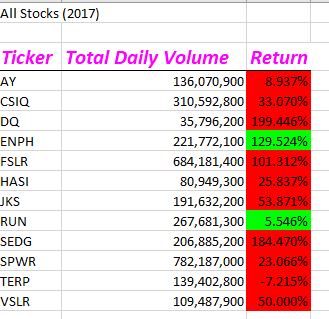 All Stocks (2017)
Ticker Total Daily Volume Return
AY 136,070,900 8.937%
CSIQ 310,592,800 33.070%
DQ 35,796,200 199.446%
ENPH 221,772,100 129.524%
FSLR 684,181,400 101.312%
HASI 80,949,300 25.837%
JKS 191,632,200 53.871%
RUN 267,681,300 5.546%
SEDG 206,885,200 184.470%
SPWR 782,187,000 23.066%
TERP 139,402,800 -7.215%
VSLR 109,487,900 50.000%